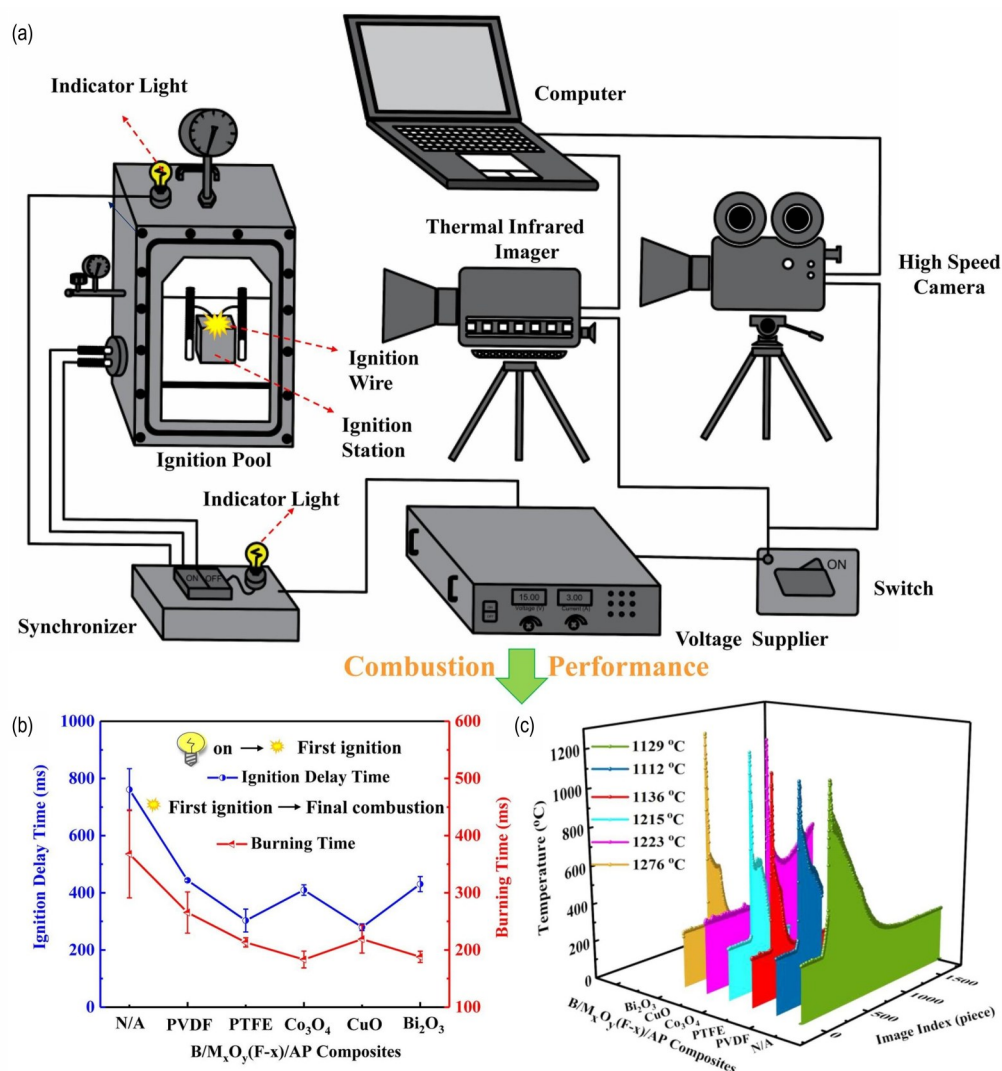 (a)
Indicator Light
Computer
Thermal Infrared
Imager
High Speed
Camera
Ignition
Wire
Ignition
Station
Ignition Pool
Indicator Light
ON OFF
Synchronizer
15.00
Voltage (V)
3.00
Current (A)
Voltage Supplier
ON
Switch
Combustion Performance
(b)
1000
800
600
400
200
0
Ignition Delay Time (ms)
on → First ignition
Ignition Delay Time
First ignition → Final combustion
Burning Time
600
500
400
300
200
100
Burning Time (ms)
N/A PVDF PTFE Co₃O₄ CuO Bi₂O₃
B/MₓOᵧ(F-x)/AP Composites
(c)
1200
1000
800
600
400
200
0
Temperature (°C)
1129 °C
1112 °C
1136 °C
1215 °C
1223 °C
1276 °C
Bi₂O₃
CuO
Co₃O₄
PTFE
PVDF
N/A
B/MₓOᵧ(F-x)/AP Composites
0
500
1000
1500
Image Index (piece)